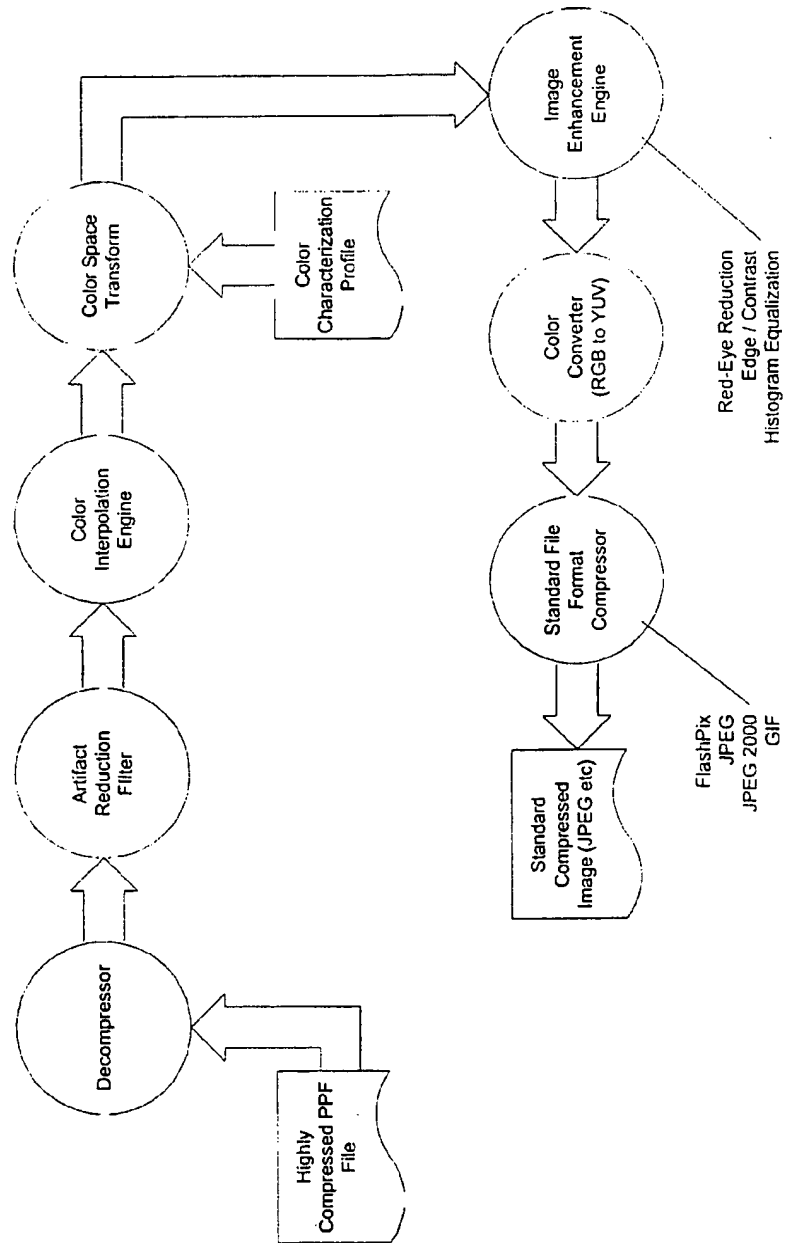 Highly
Compressed PPF
File
Decompressor
Artifact
Reduction
Filter
Color
Interpolation
Engine
Color Space
Transform
Color
Characterization
Profile
Image
Enhancement
Engine
Red-Eye Reduction
Edge / Contrast
Histogram Equalization
Color
Converter
(RGB to YUV)
Standard File
Format
Compressor
FlashPix
JPEG
JPEG 2000
GIF
Standard
Compressed
Image (JPEG etc)